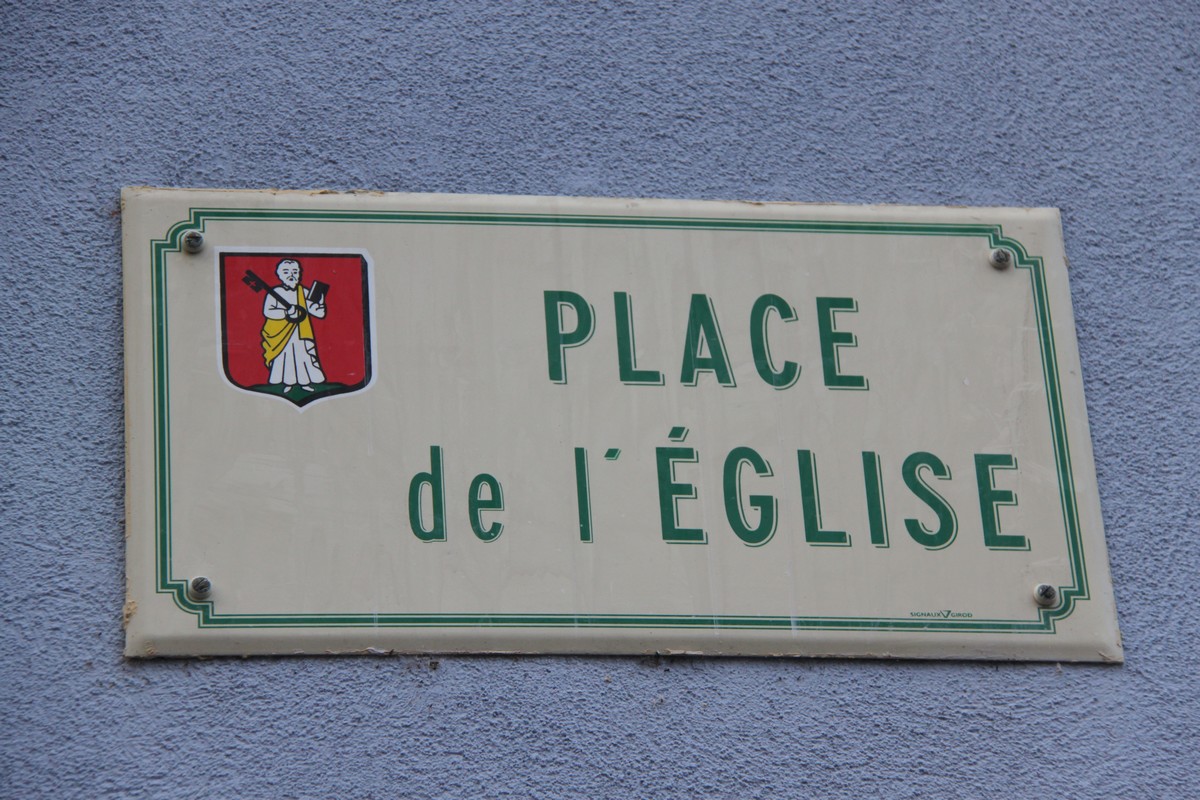 PLACE
de l'ÉGLISE
SIGNAUX GIROD